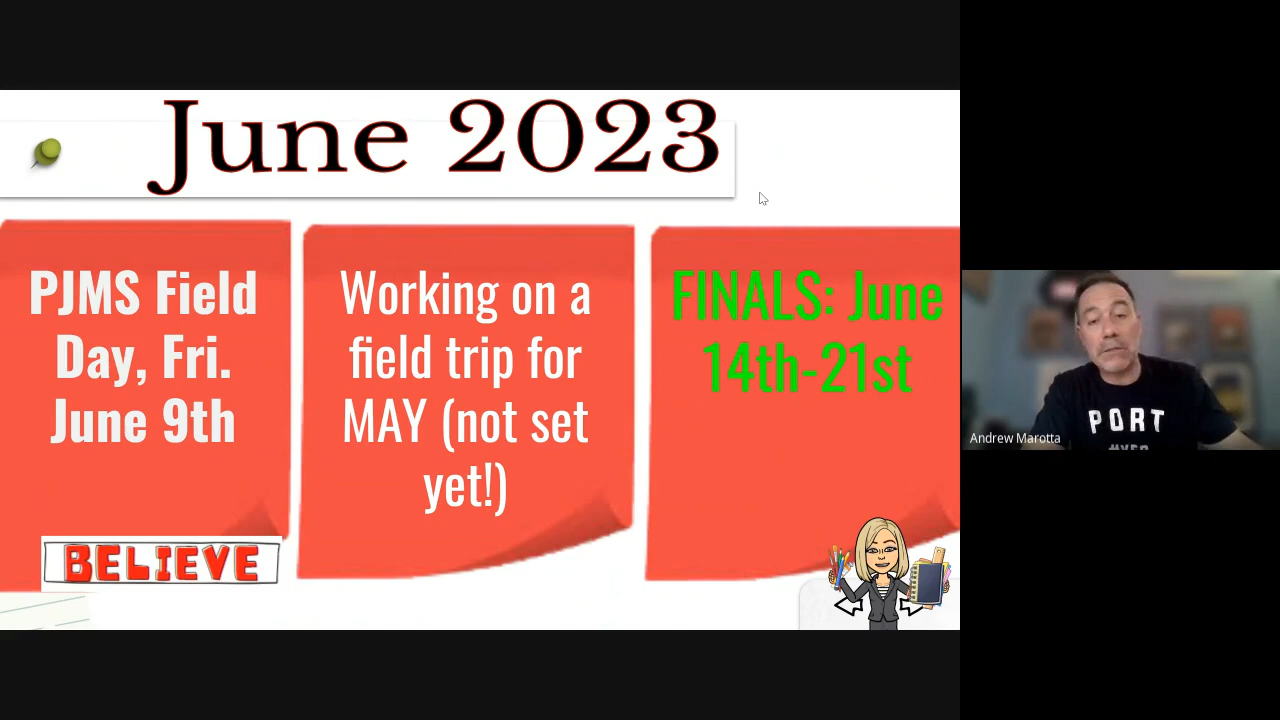 June 2023
PJMS Field
Day, Fri.
June 9th
Working on a
field trip for
MAY (not set
yet!)
FINALS: June
14th-21st
BELIEVE
PORT
Andrew Marotta